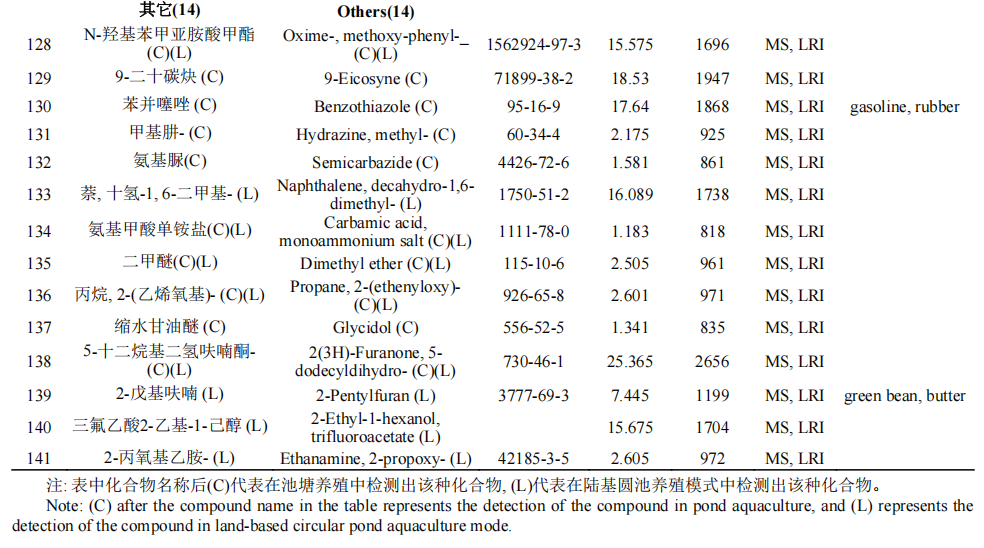 其它(14) Others(14)
128 N-羟基苯甲亚胺酸甲酯 (C)(L) Oxime-, methoxy-phenyl-_ (C)(L) 1562924-97-3 15.575 1696 MS, LRI
129 9-二十碳炔 (C) 9-Eicosyne (C) 71899-38-2 18.53 1947 MS, LRI
130 苯并噻唑 (C) Benzothiazole (C) 95-16-9 17.64 1868 MS, LRI gasoline, rubber
131 甲基肼- (C) Hydrazine, methyl- (C) 60-34-4 2.175 925 MS, LRI
132 氨基脲(C) Semicarbazide (C) 4426-72-6 1.581 861 MS, LRI
133 萘, 十氢-1, 6-二甲基- (L) Naphthalene, decahydro-1,6-dimethyl- (L) 1750-51-2 16.089 1738 MS, LRI
134 氨基甲酸单铵盐(C)(L) Carbamic acid, monoammonium salt (C)(L) 1111-78-0 1.183 818 MS, LRI
135 二甲醚(C)(L) Dimethyl ether (C)(L) 115-10-6 2.505 961 MS, LRI
136 丙烷, 2-(乙烯氧基)- (C)(L) Propane, 2-(ethenyloxy)- (C)(L) 926-65-8 2.601 971 MS, LRI
137 缩水甘油醚 (C) Glycidol (C) 556-52-5 1.341 835 MS, LRI
138 5-十二烷基二氢呋喃酮- (C)(L) 2(3H)-Furanone, 5-dodecyldihydro- (C)(L) 730-46-1 25.365 2656 MS, LRI
139 2-戊基呋喃 (L) 2-Pentylfuran (L) 3777-69-3 7.445 1199 MS, LRI green bean, butter
140 三氟乙酸2-乙基-1-己醇 (L) 2-Ethyl-1-hexanol, trifluoroacetate (L) 15.675 1704 MS, LRI
141 2-丙氧基乙胺- (L) Ethanamine, 2-propoxy- (L) 42185-3-5 2.605 972 MS, LRI
注: 表中化合物名称后(C)代表在池塘养殖中检测出该种化合物, (L)代表在陆基圆池养殖模式中检测出该种化合物。
Note: (C) after the compound name in the table represents the detection of the compound in pond aquaculture, and (L) represents the
detection of the compound in land-based circular pond aquaculture mode.